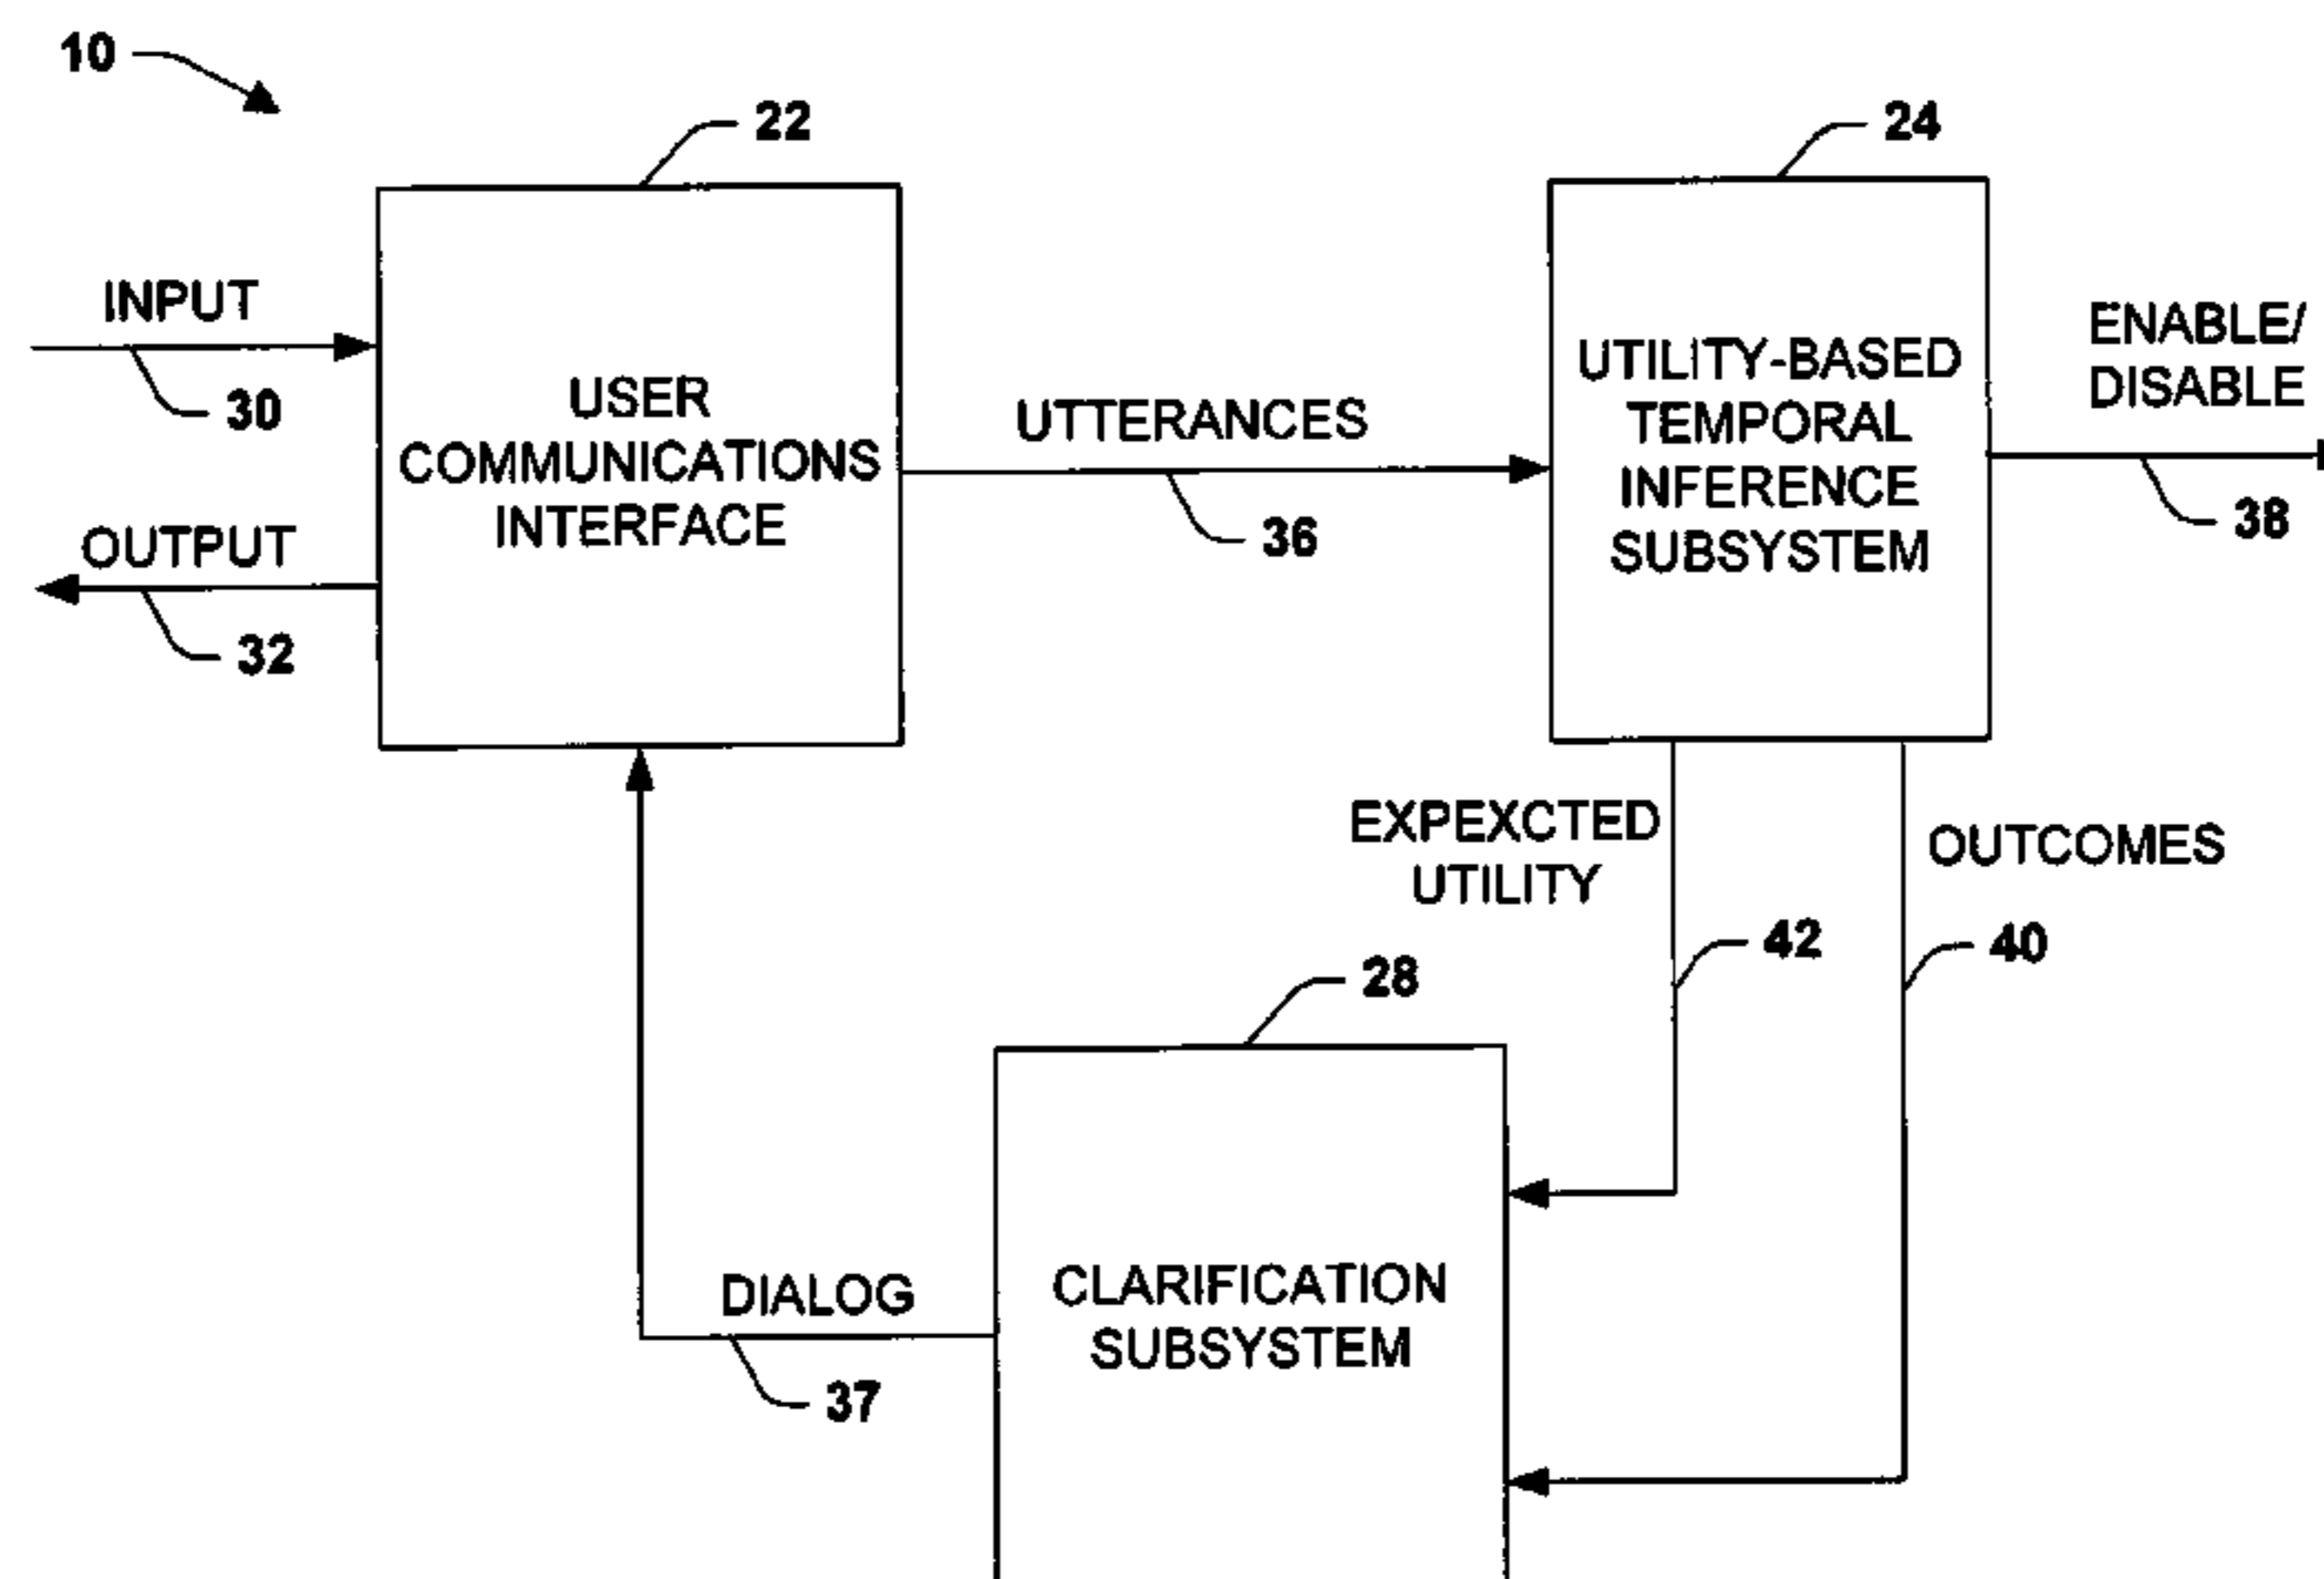 10
22
24
INPUT
30
OUTPUT
32
USER
COMMUNICATIONS
INTERFACE
UTTERANCES
36
UTILITY-BASED
TEMPORAL
INFERENCE
SUBSYSTEM
ENABLE/
DISABLE
38
EXPEXCTED
UTILITY
42
OUTCOMES
40
28
CLARIFICATION
SUBSYSTEM
DIALOG
37